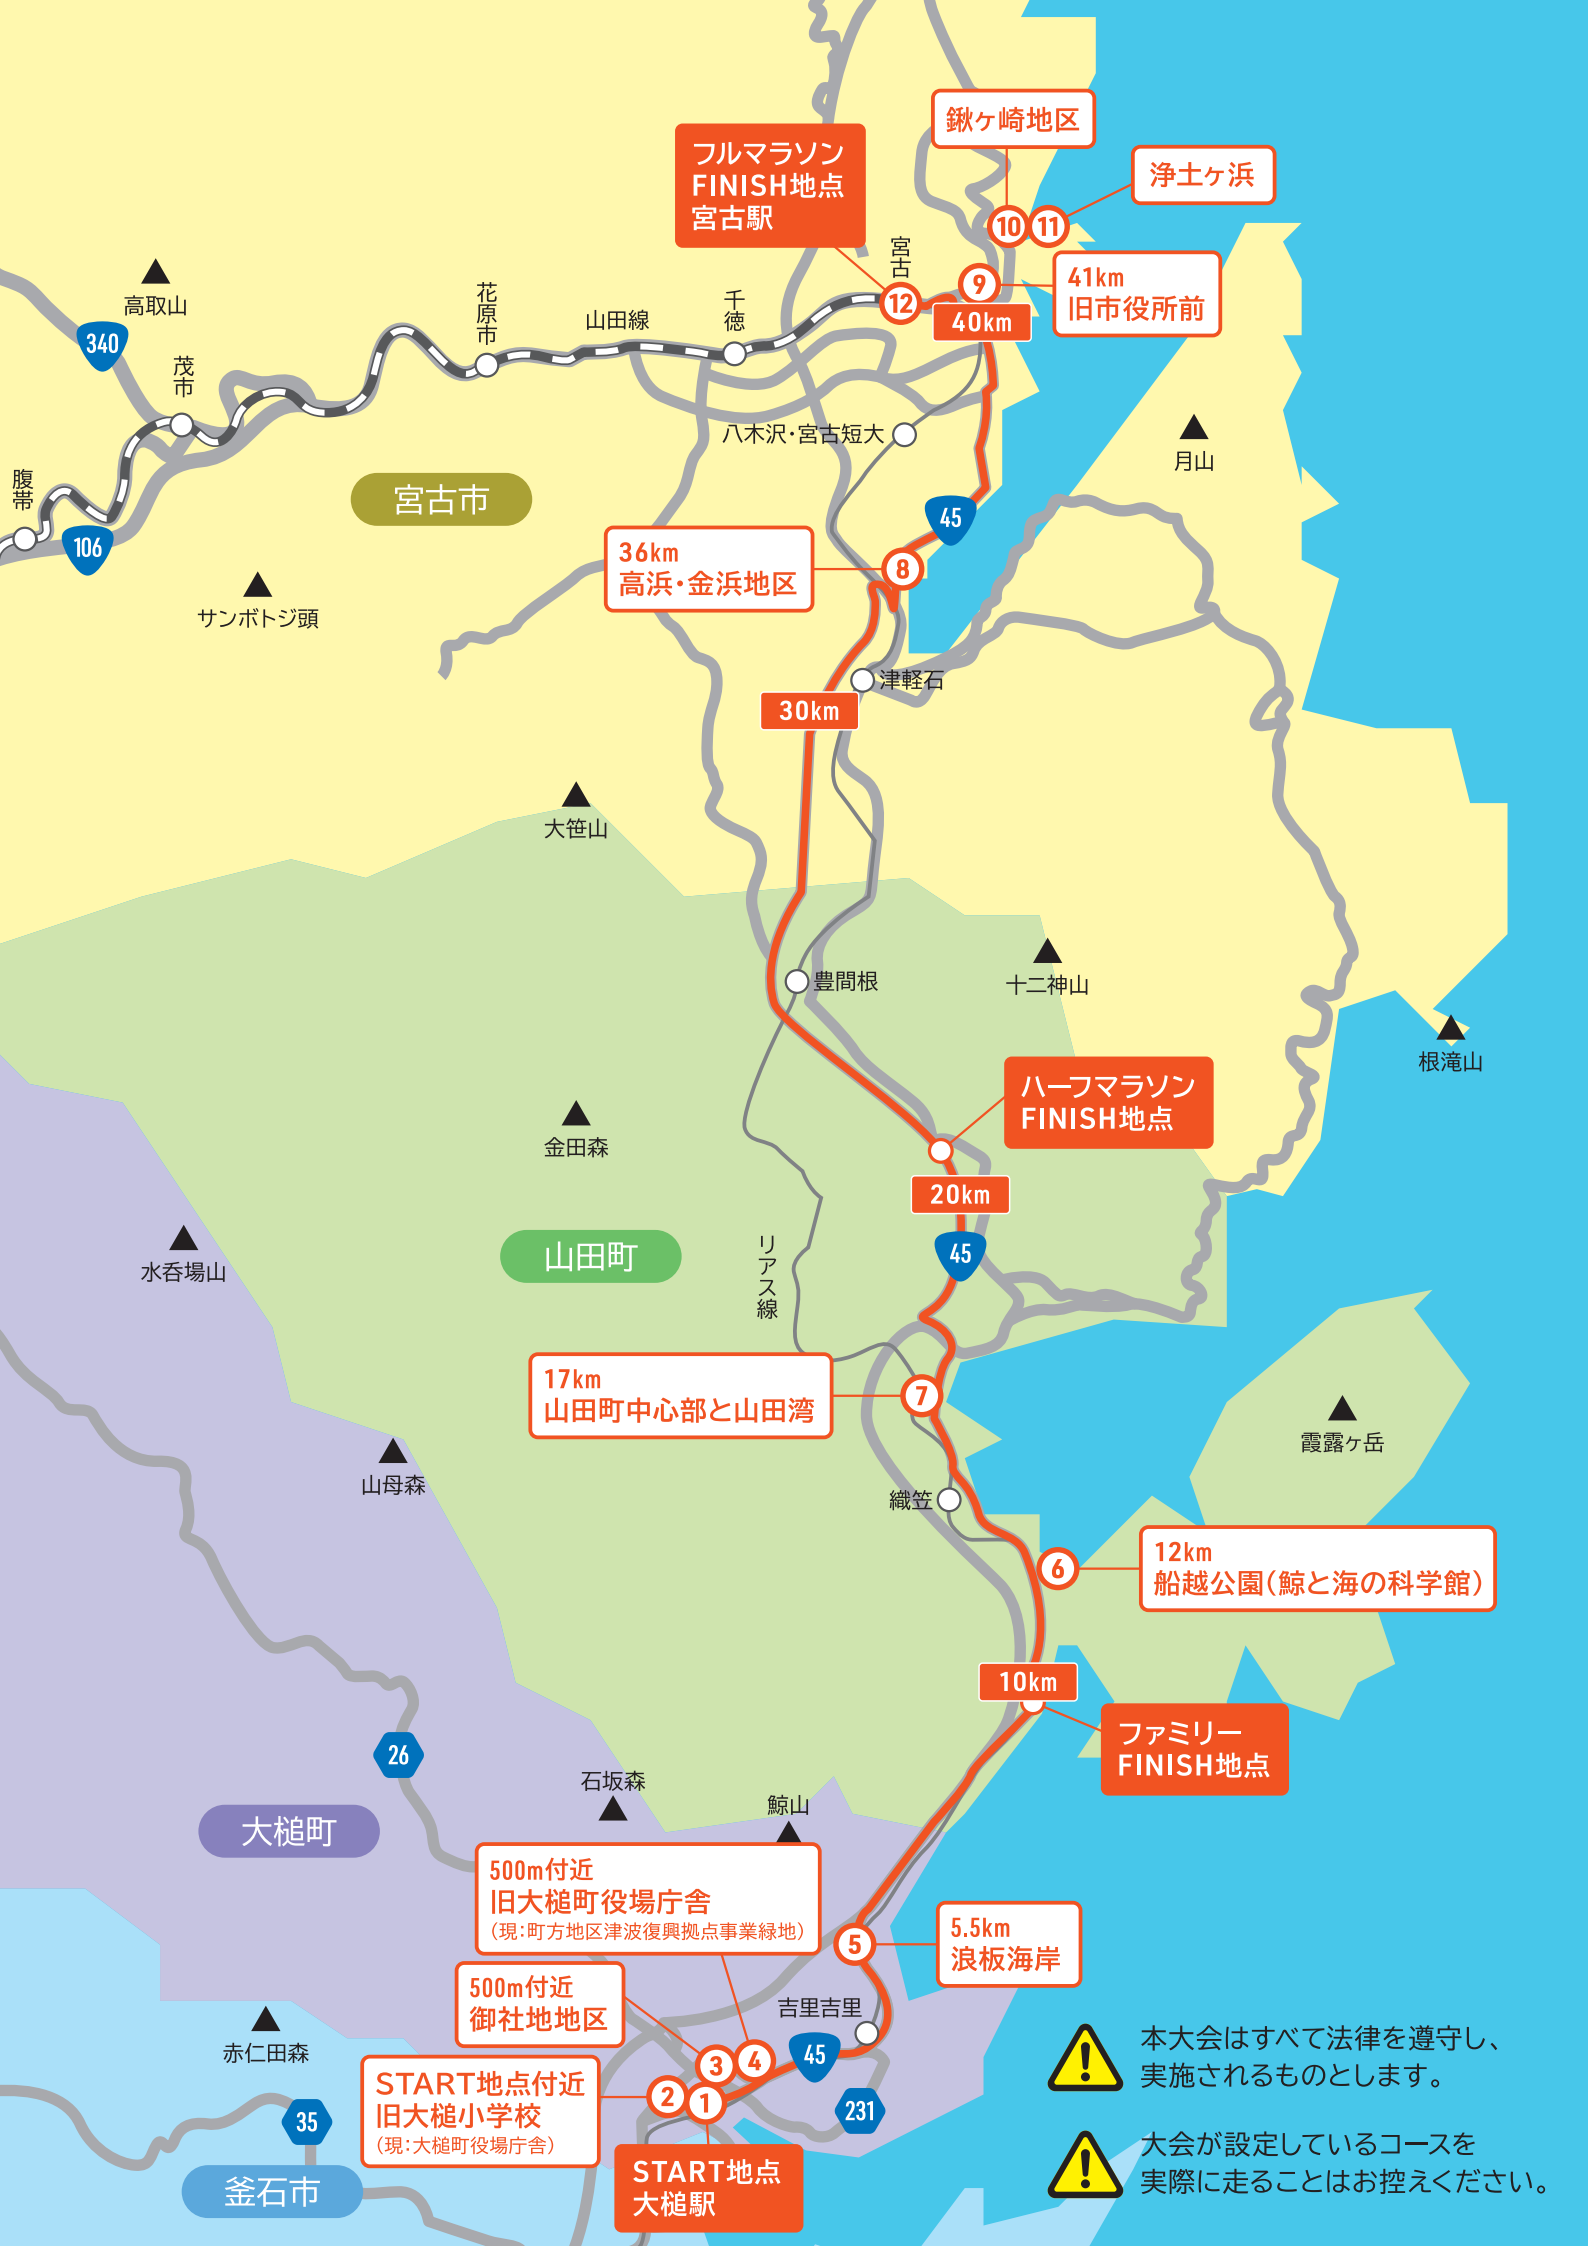 鍬ヶ崎地区
フルマラソン
FINISH地点
宮古駅
浄土ヶ浜
10
11
宮古
高取山
41km
旧市役所前
9
12
花原市
千徳
山田線
40km
340
茂市
八木沢・宮古短大
月山
腹帯
宮古市
45
106
36km
高浜・金浜地区
8
サンボトジ頭
津軽石
30km
大笹山
豊間根
十二神山
根滝山
ハーフマラソン
FINISH地点
金田森
20km
山田町
45
リアス線
水呑場山
17km
山田町中心部と山田湾
7
霞露ヶ岳
山母森
織笠
12km
船越公園（鯨と海の科学館）
6
10km
ファミリー
FINISH地点
26
石坂森
鯨山
大槌町
500m付近
旧大槌町役場庁舎
（現：町方地区津波復興拠点事業緑地）
5.5km
浪板海岸
5
500m付近
御社地地区
吉里吉里
赤仁田森
本大会はすべて法律を遵守し、
実施されるものとします。
45
3
4
START地点付近
旧大槌小学校
（現：大槌町役場庁舎）
2
1
231
35
大会が設定しているコースを
実際に走ることはお控えください。
START地点
大槌駅
釜石市